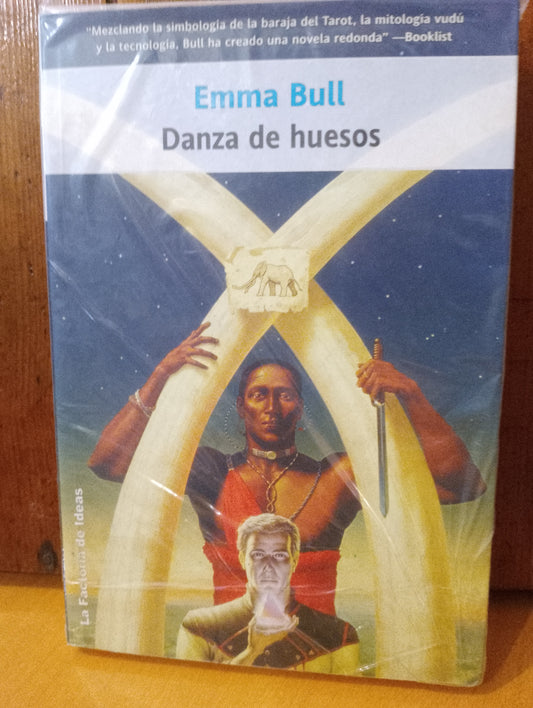 "Mezclando la simbología de la baraja del Tarot, la mitología vudú
y la tecnología, Bull ha creado una novela redonda" —Booklist
Emma Bull
Danza de huesos
La Factoría de Ideas